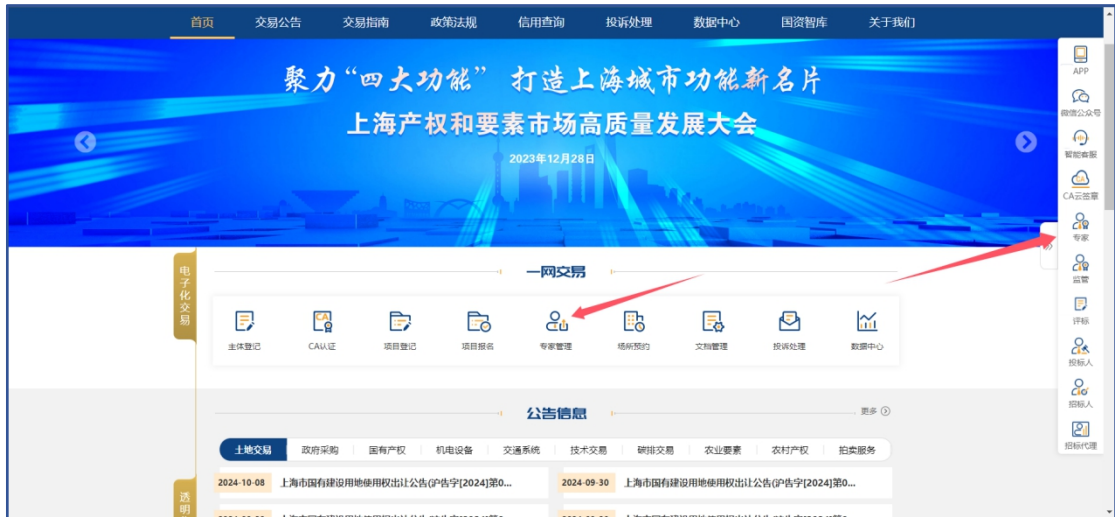 首页 交易公告 交易指南 政策法规 信用查询 投诉处理 数据中心 国资智库 关于我们
聚力“四大功能” 打造上海城市功能新名片
上海产权和要素市场高质量发展大会
2023年12月28日
APP
微信公众号
智能客服
CA云签章
专家
监管
评标
投标人
招标人
招标代理
电子化交易
一网交易
主体登记 CA认证 项目登记 项目报名 专家管理 场所预约 文档管理 投诉处理 数据中心
公告信息
更多
土地交易 政府采购 国有产权 机电设备 交通系统 技术交易 碳排交易 农业要素 农村产权 拍卖服务
2024-10-08 上海市国有建设用地使用权出让公告(沪告字[2024]第0...
2024-09-30 上海市国有建设用地使用权出让公告(沪告字[2024]第0...
透明